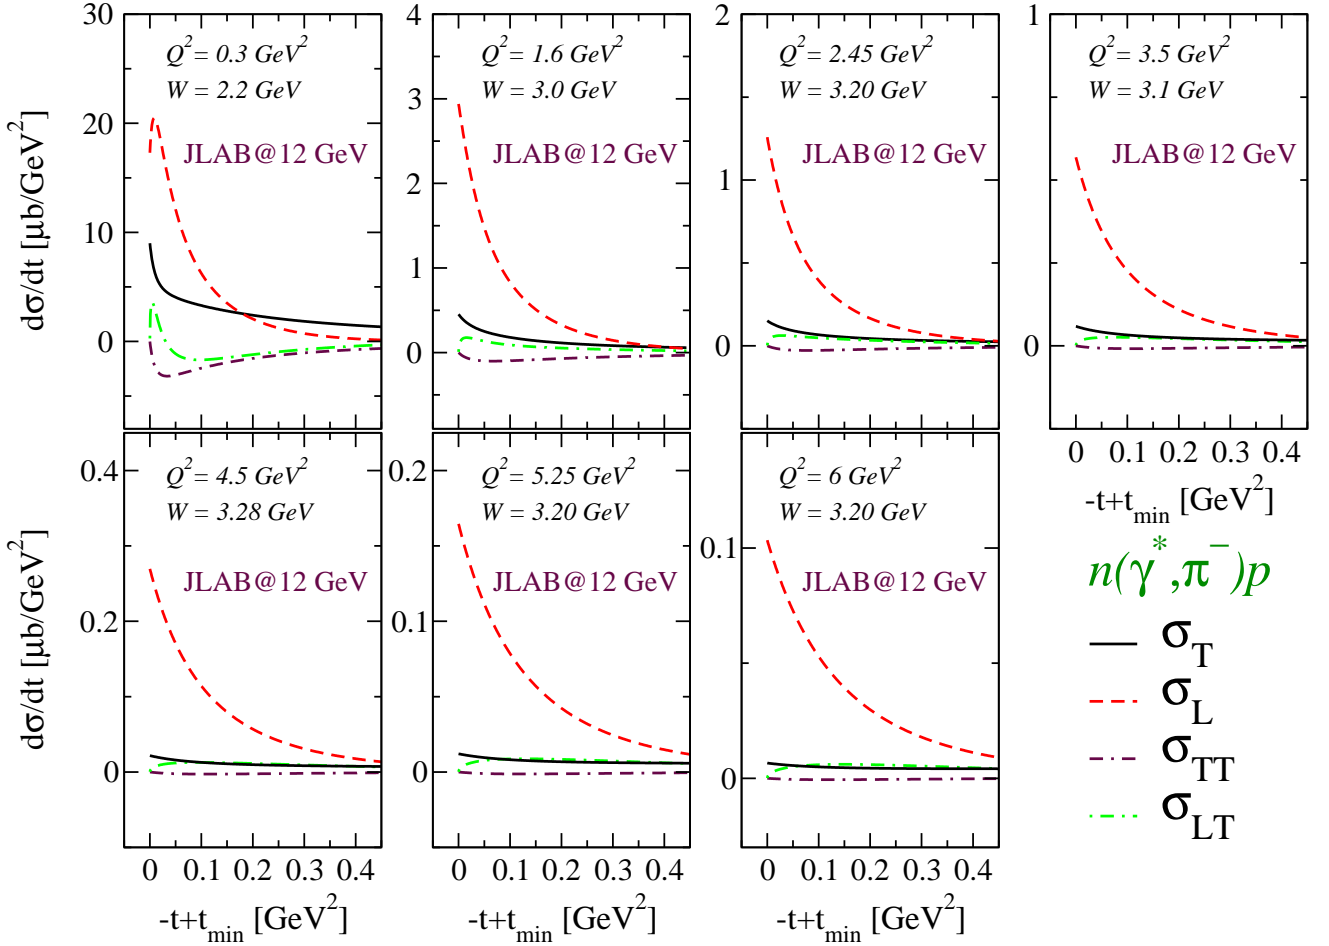 30
20
10
0
dσ/dt [μb/GeV²]
Q² = 0.3 GeV²
W = 2.2 GeV
JLAB@12 GeV
4
3
2
1
0
Q² = 1.6 GeV²
W = 3.0 GeV
JLAB@12 GeV
2
1
0
Q² = 2.45 GeV²
W = 3.20 GeV
JLAB@12 GeV
1
0
Q² = 3.5 GeV²
W = 3.1 GeV
JLAB@12 GeV
0 0.1 0.2 0.3 0.4
-t+t_min [GeV²]
0.4
0.2
0
dσ/dt [μb/GeV²]
Q² = 4.5 GeV²
W = 3.28 GeV
JLAB@12 GeV
0 0.1 0.2 0.3 0.4
-t+t_min [GeV²]
0.2
0.1
0
Q² = 5.25 GeV²
W = 3.20 GeV
JLAB@12 GeV
0 0.1 0.2 0.3 0.4
-t+t_min [GeV²]
0.1
0
Q² = 6 GeV²
W = 3.20 GeV
JLAB@12 GeV
0 0.1 0.2 0.3 0.4
-t+t_min [GeV²]
n(γ*,π⁻)p
σ_T
σ_L
σ_TT
σ_LT